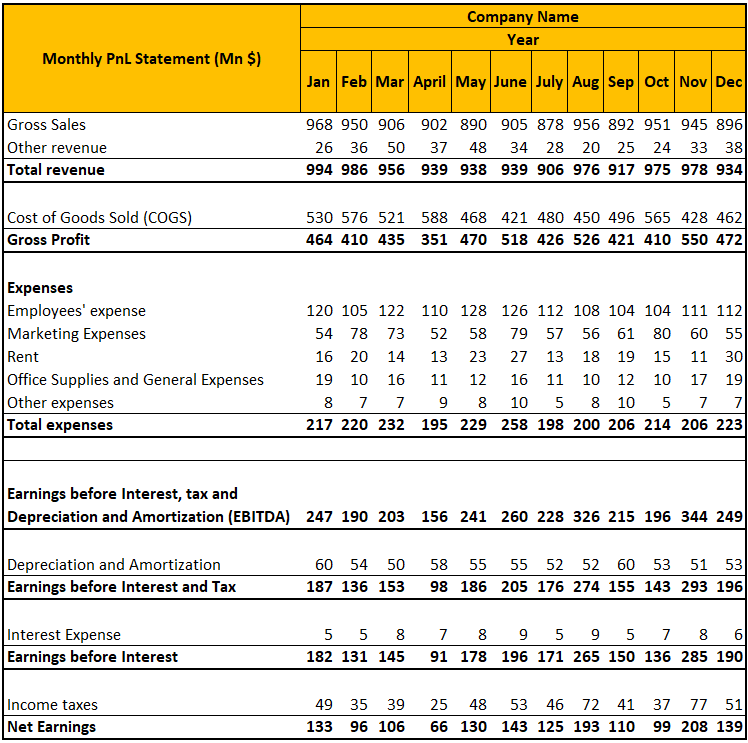 Company Name
Year
Monthly PnL Statement (Mn $)
Jan Feb Mar April May June July Aug Sep Oct Nov Dec
Gross Sales 968 950 906 902 890 905 878 956 892 951 945 896
Other revenue 26 36 50 37 48 34 28 20 25 24 33 38
Total revenue 994 986 956 939 938 939 906 976 917 975 978 934
Cost of Goods Sold (COGS) 530 576 521 588 468 421 480 450 496 565 428 462
Gross Profit 464 410 435 351 470 518 426 526 421 410 550 472
Expenses
Employees' expense 120 105 122 110 128 126 112 108 104 104 111 112
Marketing Expenses 54 78 73 52 58 79 57 56 61 80 60 55
Rent 16 20 14 13 23 27 13 18 19 15 11 30
Office Supplies and General Expenses 19 10 16 11 12 16 11 10 12 10 17 19
Other expenses 8 7 7 9 8 10 5 8 10 5 7 7
Total expenses 217 220 232 195 229 258 198 200 206 214 206 223
Earnings before Interest, tax and
Depreciation and Amortization (EBITDA) 247 190 203 156 241 260 228 326 215 196 344 249
Depreciation and Amortization 60 54 50 58 55 55 52 52 60 53 51 53
Earnings before Interest and Tax 187 136 153 98 186 205 176 274 155 143 293 196
Interest Expense 5 5 8 7 8 9 5 9 5 7 8 6
Earnings before Interest 182 131 145 91 178 196 171 265 150 136 285 190
Income taxes 49 35 39 25 48 53 46 72 41 37 77 51
Net Earnings 133 96 106 66 130 143 125 193 110 99 208 139